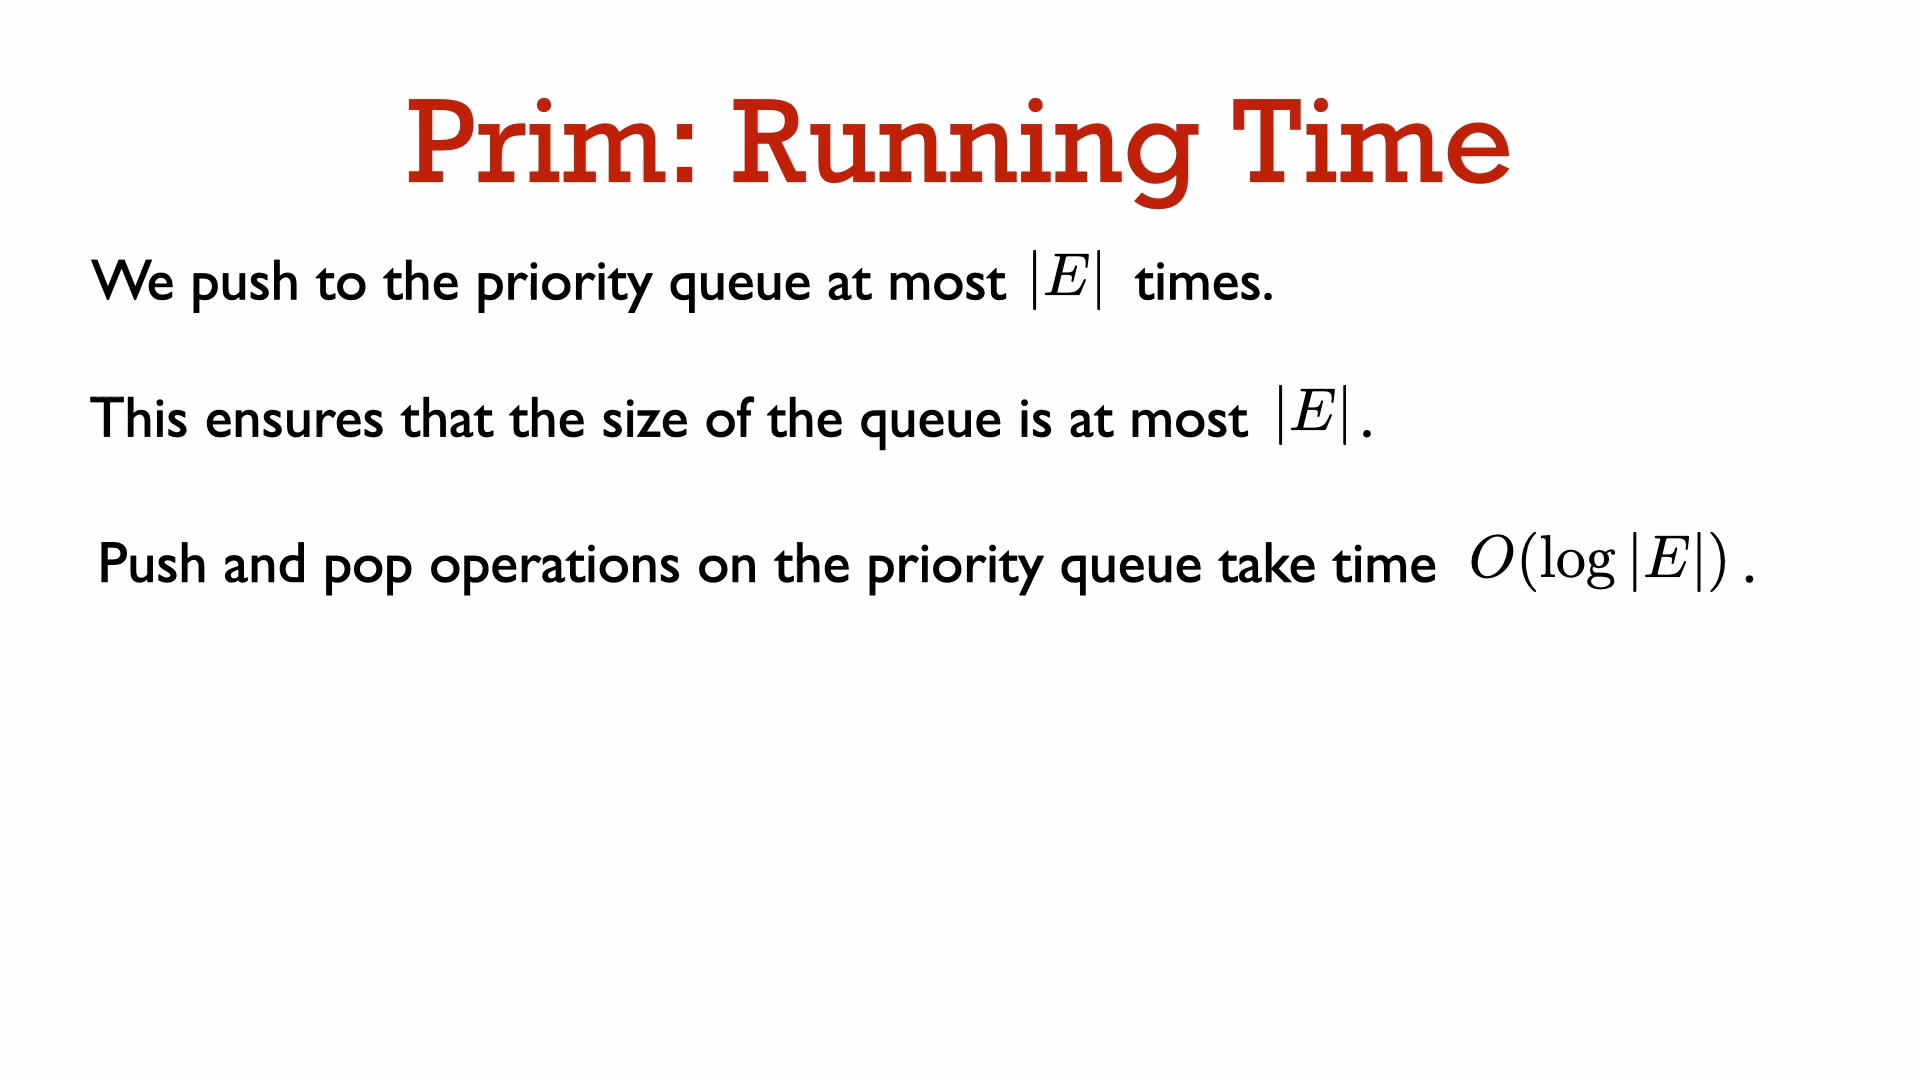 Prim: Running Time
We push to the priority queue at most |E| times.
This ensures that the size of the queue is at most |E|.
Push and pop operations on the priority queue take time O(log |E|).